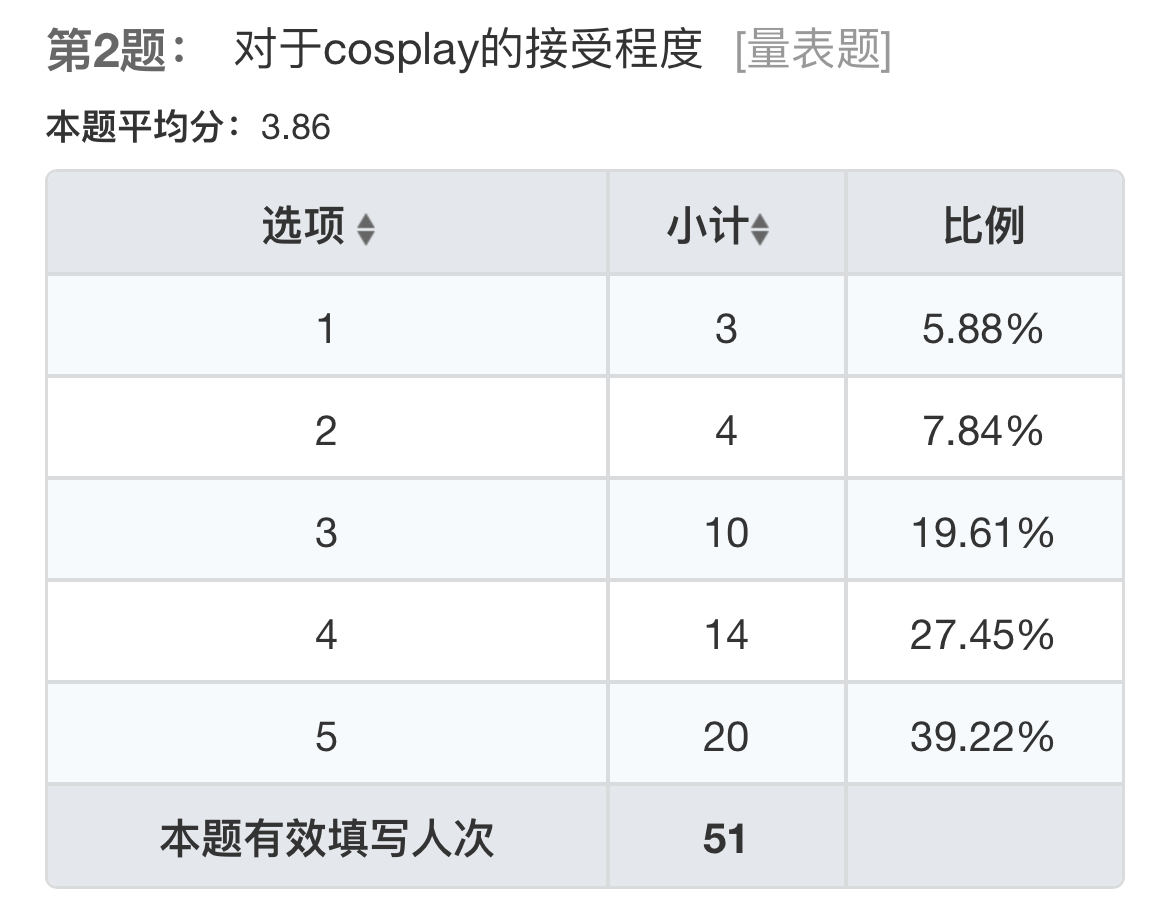 第2题： 对于cosplay的接受程度 [量表题]
本题平均分：3.86
选项 小计 比例
1 3 5.88%
2 4 7.84%
3 10 19.61%
4 14 27.45%
5 20 39.22%
本题有效填写人次 51